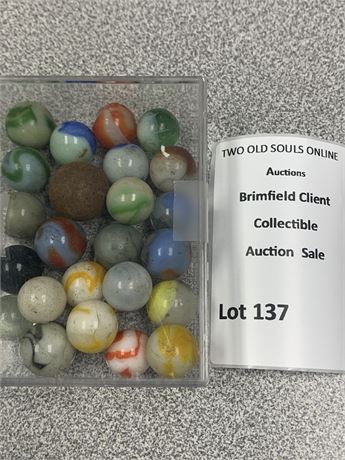 TWO OLD SOULS ONLINE
Auctions
Brimfield Client
Collectible
Auction Sale
Lot 137